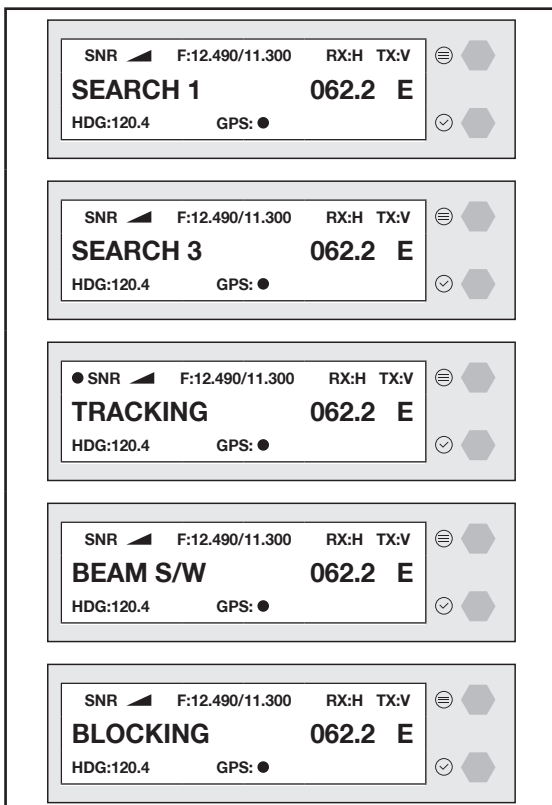 SNR F:12.490/11.300 RX:H TX:V
SEARCH 1 062.2 E
HDG:120.4 GPS: ●
SNR F:12.490/11.300 RX:H TX:V
SEARCH 3 062.2 E
HDG:120.4 GPS: ●
● SNR F:12.490/11.300 RX:H TX:V
TRACKING 062.2 E
HDG:120.4 GPS: ●
SNR F:12.490/11.300 RX:H TX:V
BEAM S/W 062.2 E
HDG:120.4 GPS: ●
SNR F:12.490/11.300 RX:H TX:V
BLOCKING 062.2 E
HDG:120.4 GPS: ●